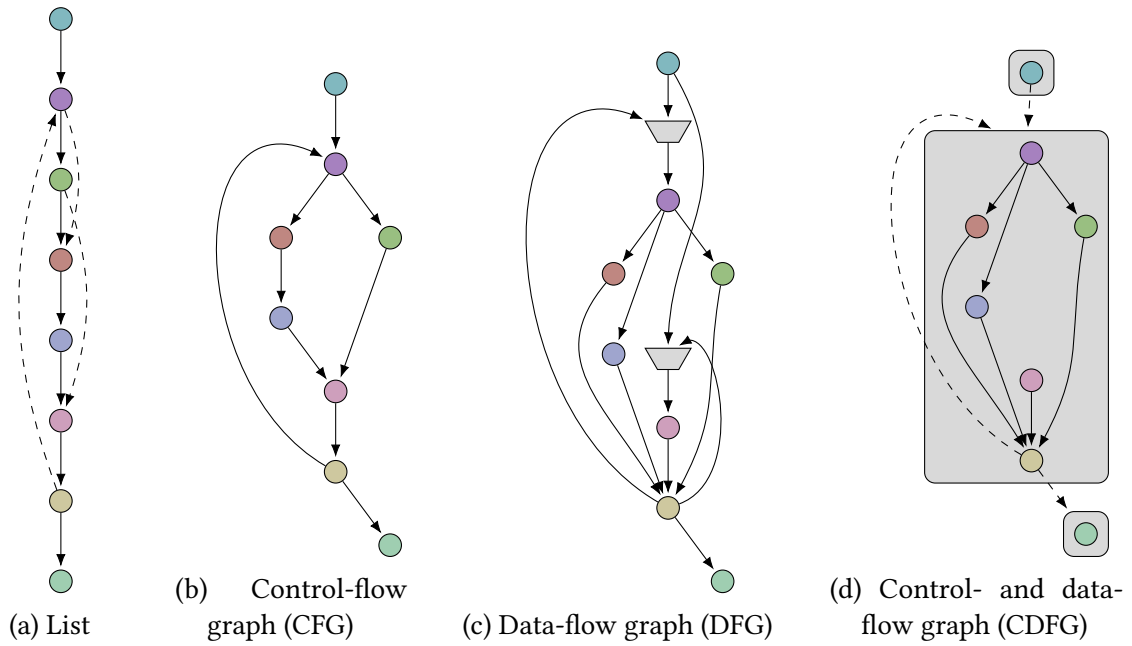 (a) List
(b) Control-flow
graph (CFG)
(c) Data-flow graph (DFG)
(d) Control- and data-
flow graph (CDFG)